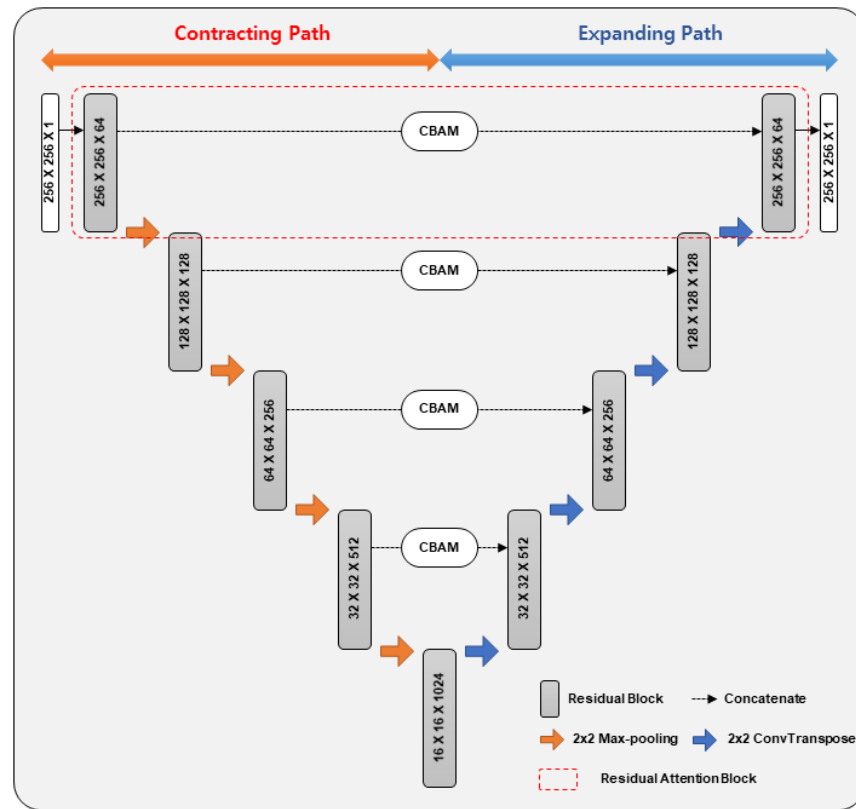 Contracting Path
Expanding Path
256 X 256 X 1
256 X 256 X 64
CBAM
256 X 256 X 64
256 X 256 X 1
128 X 128 X 128
CBAM
128 X 128 X 128
64 X 64 X 256
CBAM
64 X 64 X 256
32 X 32 X 512
CBAM
32 X 32 X 512
16 X 16 X 1024
Residual Block
Concatenate
2x2 Max-pooling
2x2 ConvTranspose
Residual Attention Block